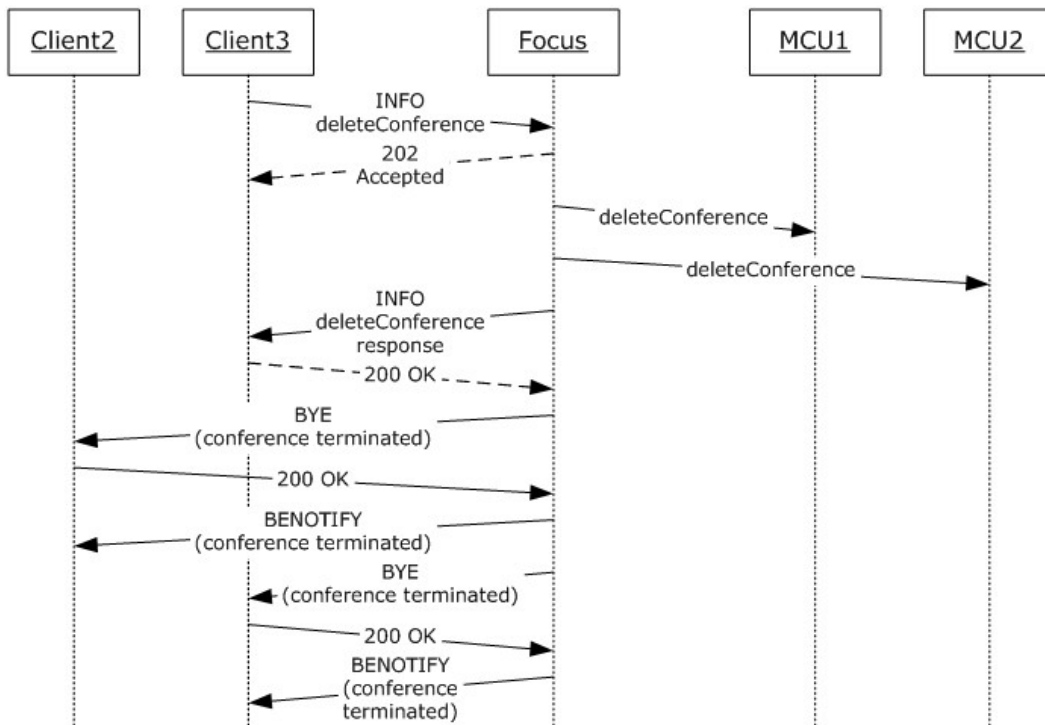 Client2
Client3
Focus
MCU1
MCU2
INFO
deleteConference
202
Accepted
deleteConference
deleteConference
INFO
deleteConference
response
200 OK
BYE
(conference terminated)
200 OK
BENOTIFY
(conference terminated)
BYE
(conference terminated)
200 OK
BENOTIFY
(conference
terminated)